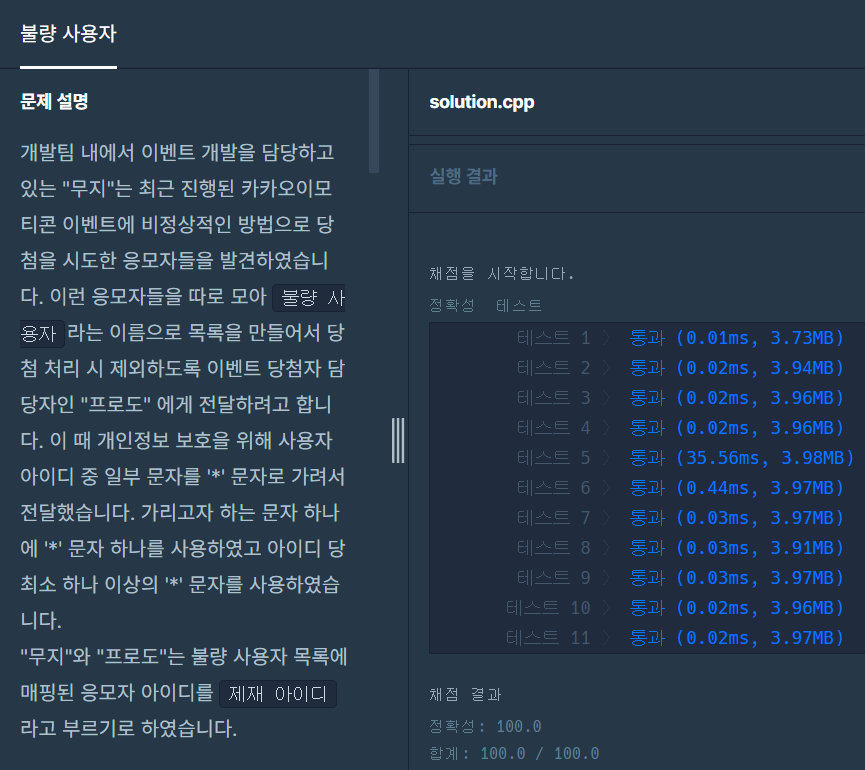 불량 사용자
문제 설명
개발팀 내에서 이벤트 개발을 담당하고
있는 "무지"는 최근 진행된 카카오이모
티콘 이벤트에 비정상적인 방법으로 당
첨을 시도한 응모자들을 발견하였습니
다. 이런 응모자들을 따로 모아 불량 사
용자 라는 이름으로 목록을 만들어서 당
첨 처리 시 제외하도록 이벤트 당첨자 담
당자인 "프로도" 에게 전달하려고 합니
다. 이 때 개인정보 보호을 위해 사용자
아이디 중 일부 문자를 '*' 문자로 가려서
전달했습니다. 가리고자 하는 문자 하나
에 '*' 문자 하나를 사용하였고 아이디 당
최소 하나 이상의 '*' 문자를 사용하였습
니다.
"무지"와 "프로도"는 불량 사용자 목록에
매핑된 응모자 아이디를 제재 아이디
라고 부르기로 하였습니다.
solution.cpp
실행 결과
채점을 시작합니다.
정확성 테스트
테스트 1 〉 통과 (0.01ms, 3.73MB)
테스트 2 〉 통과 (0.02ms, 3.94MB)
테스트 3 〉 통과 (0.02ms, 3.96MB)
테스트 4 〉 통과 (0.02ms, 3.96MB)
테스트 5 〉 통과 (35.56ms, 3.98MB)
테스트 6 〉 통과 (0.44ms, 3.97MB)
테스트 7 〉 통과 (0.03ms, 3.97MB)
테스트 8 〉 통과 (0.03ms, 3.91MB)
테스트 9 〉 통과 (0.03ms, 3.97MB)
테스트 10 〉 통과 (0.02ms, 3.96MB)
테스트 11 〉 통과 (0.02ms, 3.97MB)
채점 결과
정확성: 100.0
합계: 100.0 / 100.0